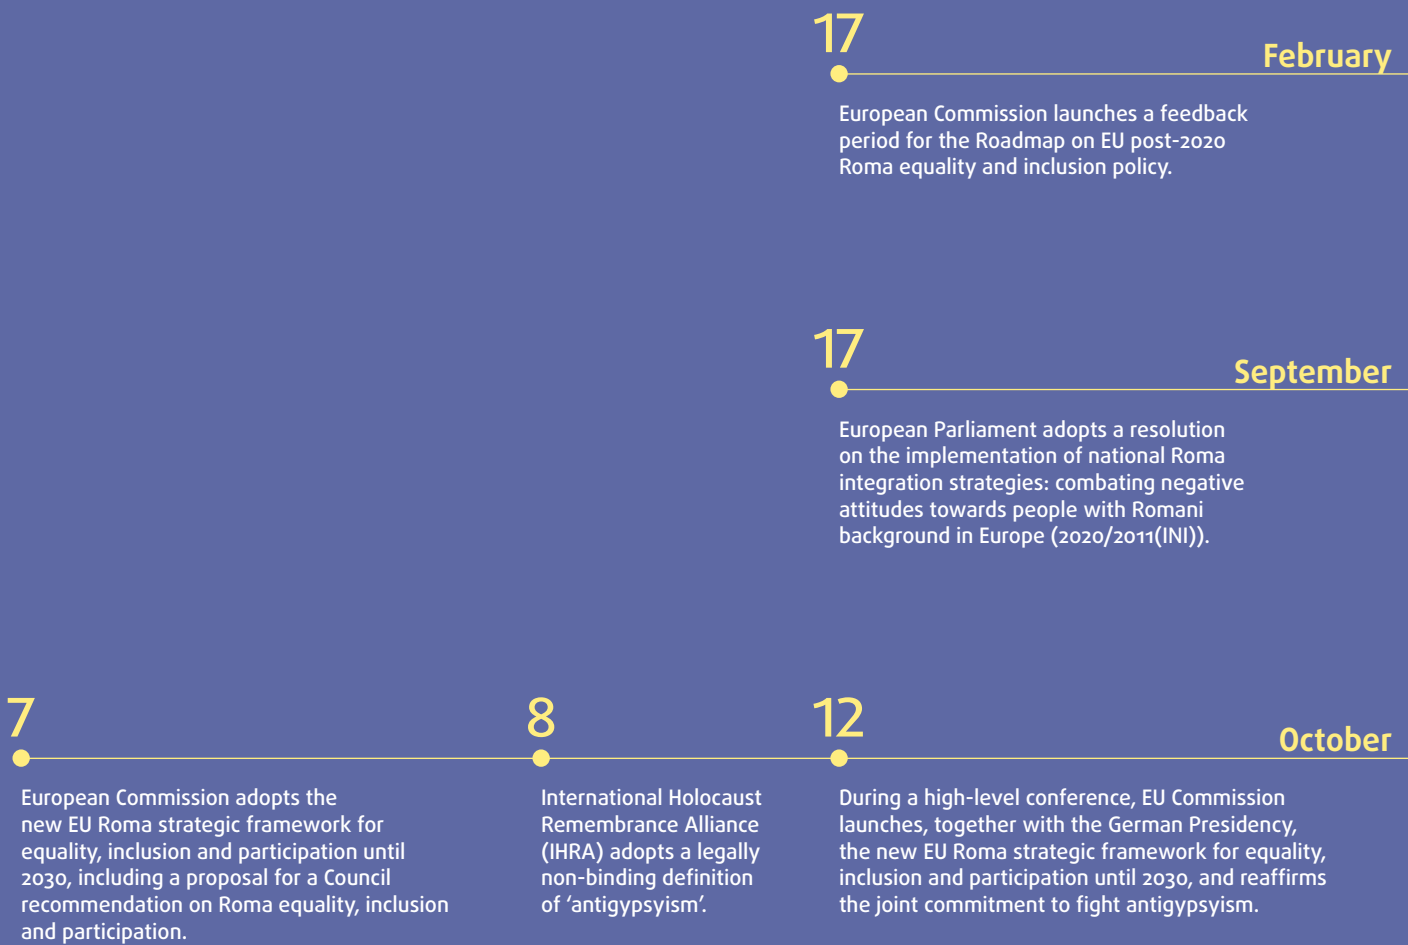 17
February
European Commission launches a feedback
period for the Roadmap on EU post-2020
Roma equality and inclusion policy.
17
September
European Parliament adopts a resolution
on the implementation of national Roma
integration strategies: combating negative
attitudes towards people with Romani
background in Europe (2020/2011(INI)).
7
European Commission adopts the
new EU Roma strategic framework for
equality, inclusion and participation until
2030, including a proposal for a Council
recommendation on Roma equality, inclusion
and participation.
8
International Holocaust
Remembrance Alliance
(IHRA) adopts a legally
non-binding definition
of ‘antigypsyism’.
12
October
During a high-level conference, EU Commission
launches, together with the German Presidency,
the new EU Roma strategic framework for equality,
inclusion and participation until 2030, and reaffirms
the joint commitment to fight antigypsyism.